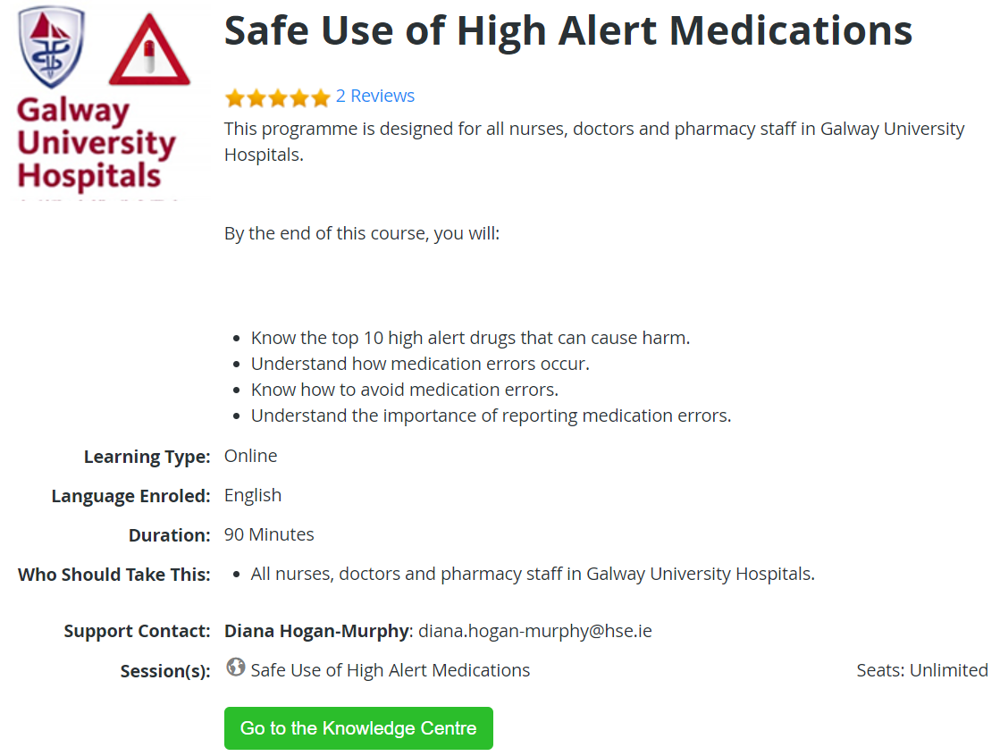 Galway
University
Hospitals
Safe Use of High Alert Medications
2 Reviews
This programme is designed for all nurses, doctors and pharmacy staff in Galway University
Hospitals.
By the end of this course, you will:
• Know the top 10 high alert drugs that can cause harm.
• Understand how medication errors occur.
• Know how to avoid medication errors.
• Understand the importance of reporting medication errors.
Learning Type: Online
Language Enroled: English
Duration: 90 Minutes
Who Should Take This: • All nurses, doctors and pharmacy staff in Galway University Hospitals.
Support Contact: Diana Hogan-Murphy: diana.hogan-murphy@hse.ie
Session(s): Safe Use of High Alert Medications Seats: Unlimited
Go to the Knowledge Centre